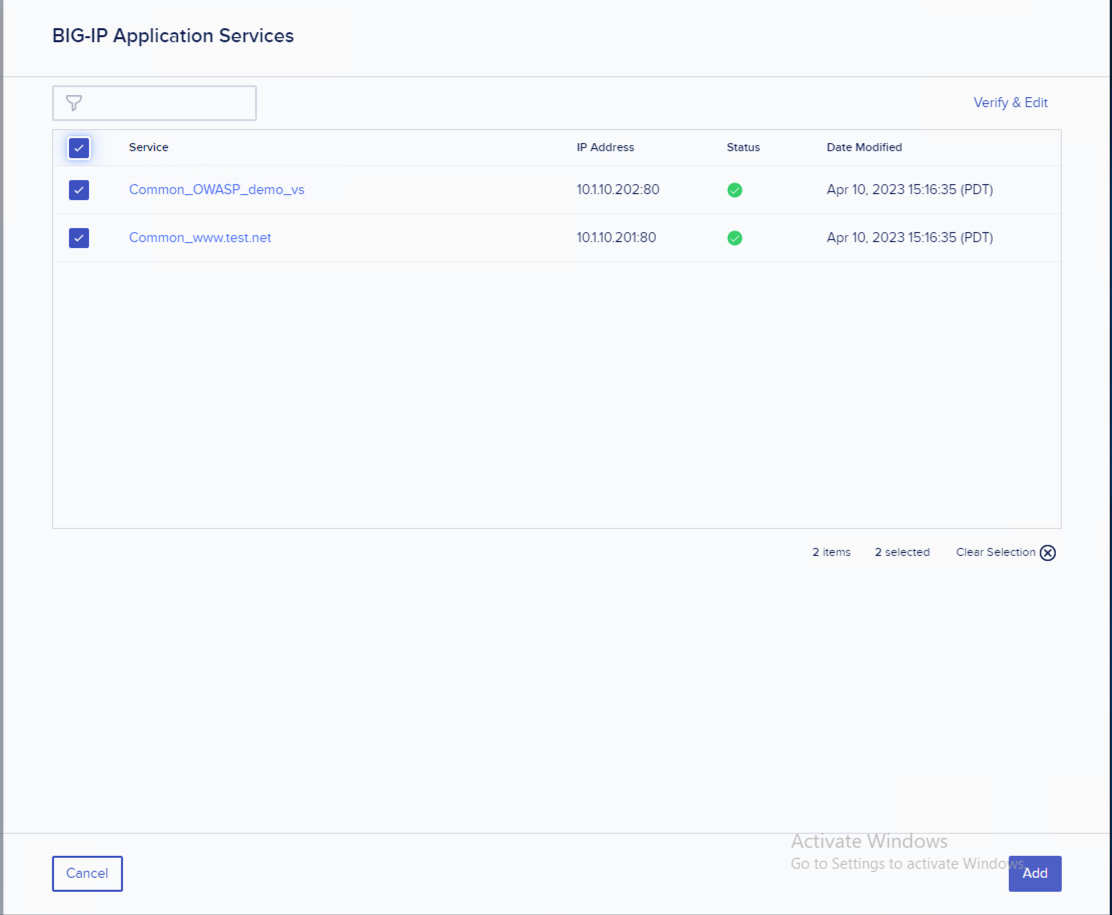 BIG-IP Application Services
Verify & Edit
Service IP Address Status Date Modified
Common_OWASP_demo_vs 10.1.10.202:80 Apr 10, 2023 15:16:35 (PDT)
Common_www.test.net 10.1.10.201:80 Apr 10, 2023 15:16:35 (PDT)
2 items 2 selected Clear Selection
Activate Windows
Go to Settings to activate Windows.
Cancel Add